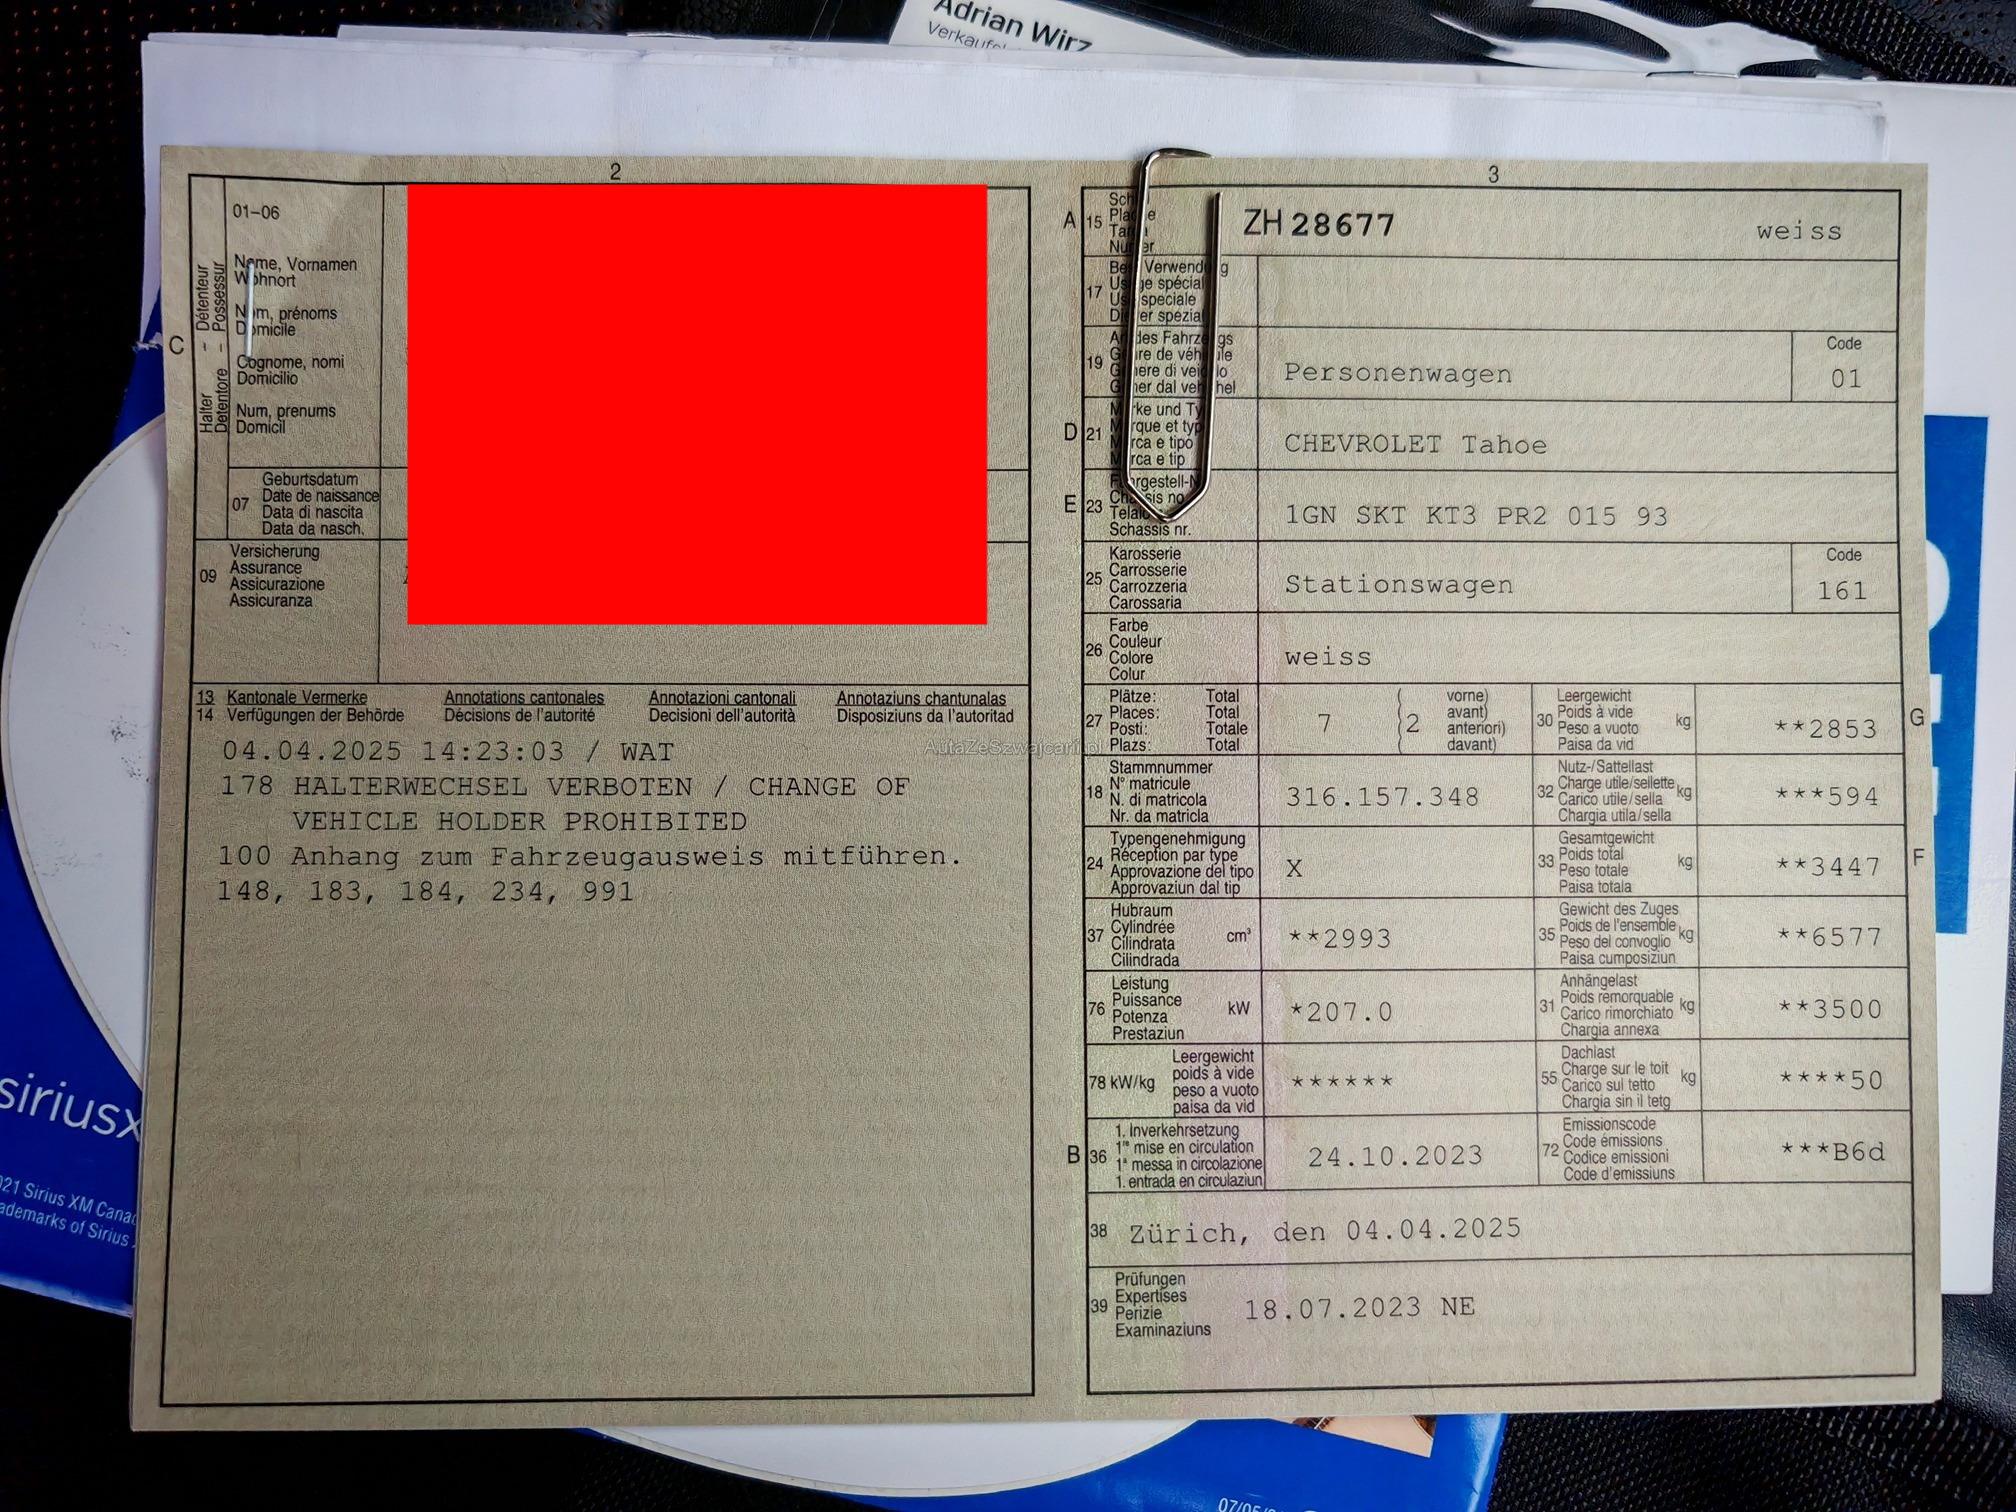 Adrian Wirz
2
01-06
Name, Vornamen
Wohnort
Nom, prénoms
Domicile
Cognome, nomi
Domicilio
Num, prenums
Domicil
C
Halter – Détenteur
Detentore – Possessur
07
Geburtsdatum
Date de naissance
Data di nascita
Data da nasch.
09
Versicherung
Assurance
Assicurazione
Assicuranza
13 Kantonale Vermerke Annotations cantonales Annotazioni cantonali Annotaziuns chantunalas
14 Verfügungen der Behörde Décisions de l'autorité Decisioni dell'autorità Disposiziuns da l'autoritad
04.04.2025 14:23:03 / WAT
178 HALTERWECHSEL VERBOTEN / CHANGE OF
VEHICLE HOLDER PROHIBITED
100 Anhang zum Fahrzeugausweis mitführen.
148, 183, 184, 234, 991
AutaZeSzwajcarii.pl
3
A 15
ZH 28677 weiss
17
Verwendung
speciale
19
Personenwagen
Code
01
D 21
CHEVROLET Tahoe
E 23
Schassis nr.
1GN SKT KT3 PR2 015 93
25
Karosserie
Carrosserie
Carrozzeria
Carossaria
Stationswagen
Code
161
26
Farbe
Couleur
Colore
Colur
weiss
27
Plätze: Total
Places: Total
Posti: Totale
Plazs: Total
7
(2
vorne)
avant)
anteriori)
davant)
30
Leergewicht
Poids à vide
Peso a vuoto
Paisa da vid
kg
**2853
G
18
Stammnummer
N° matricule
N. di matricola
Nr. da matricla
316.157.348
32
Nutz-/Sattellast
Charge utile/sellette
Carico utile/sella
Chargia utila/sella
kg
***594
24
Typengenehmigung
Réception par type
Approvazione del tipo
Approvaziun dal tip
X
33
Gesamtgewicht
Poids total
Peso totale
Paisa totala
kg
**3447
F
37
Hubraum
Cylindrée
Cilindrata
Cilindrada
cm³
**2993
35
Gewicht des Zuges
Poids de l'ensemble
Peso del convoglio
Paisa cumposiziun
kg
**6577
76
Leistung
Puissance
Potenza
Prestaziun
kW
*207.0
31
Anhängelast
Poids remorquable
Carico rimorchiato
Chargia annexa
kg
**3500
78 kW/kg
Leergewicht
poids à vide
peso a vuoto
paisa da vid
******
55
Dachlast
Charge sur le toit
Carico sul tetto
Chargia sin il tetg
kg
****50
B 36
1. Inverkehrsetzung
1re mise en circulation
1a messa in circolazione
1. entrada en circulaziun
24.10.2023
72
Emissionscode
Code émissions
Codice emissioni
Code d'emissiuns
***B6d
38
Zürich, den 04.04.2025
39
Prüfungen
Expertises
Perizie
Examinaziuns
18.07.2023 NE
siriusx
21 Sirius XM Canad
ademarks of Sirius